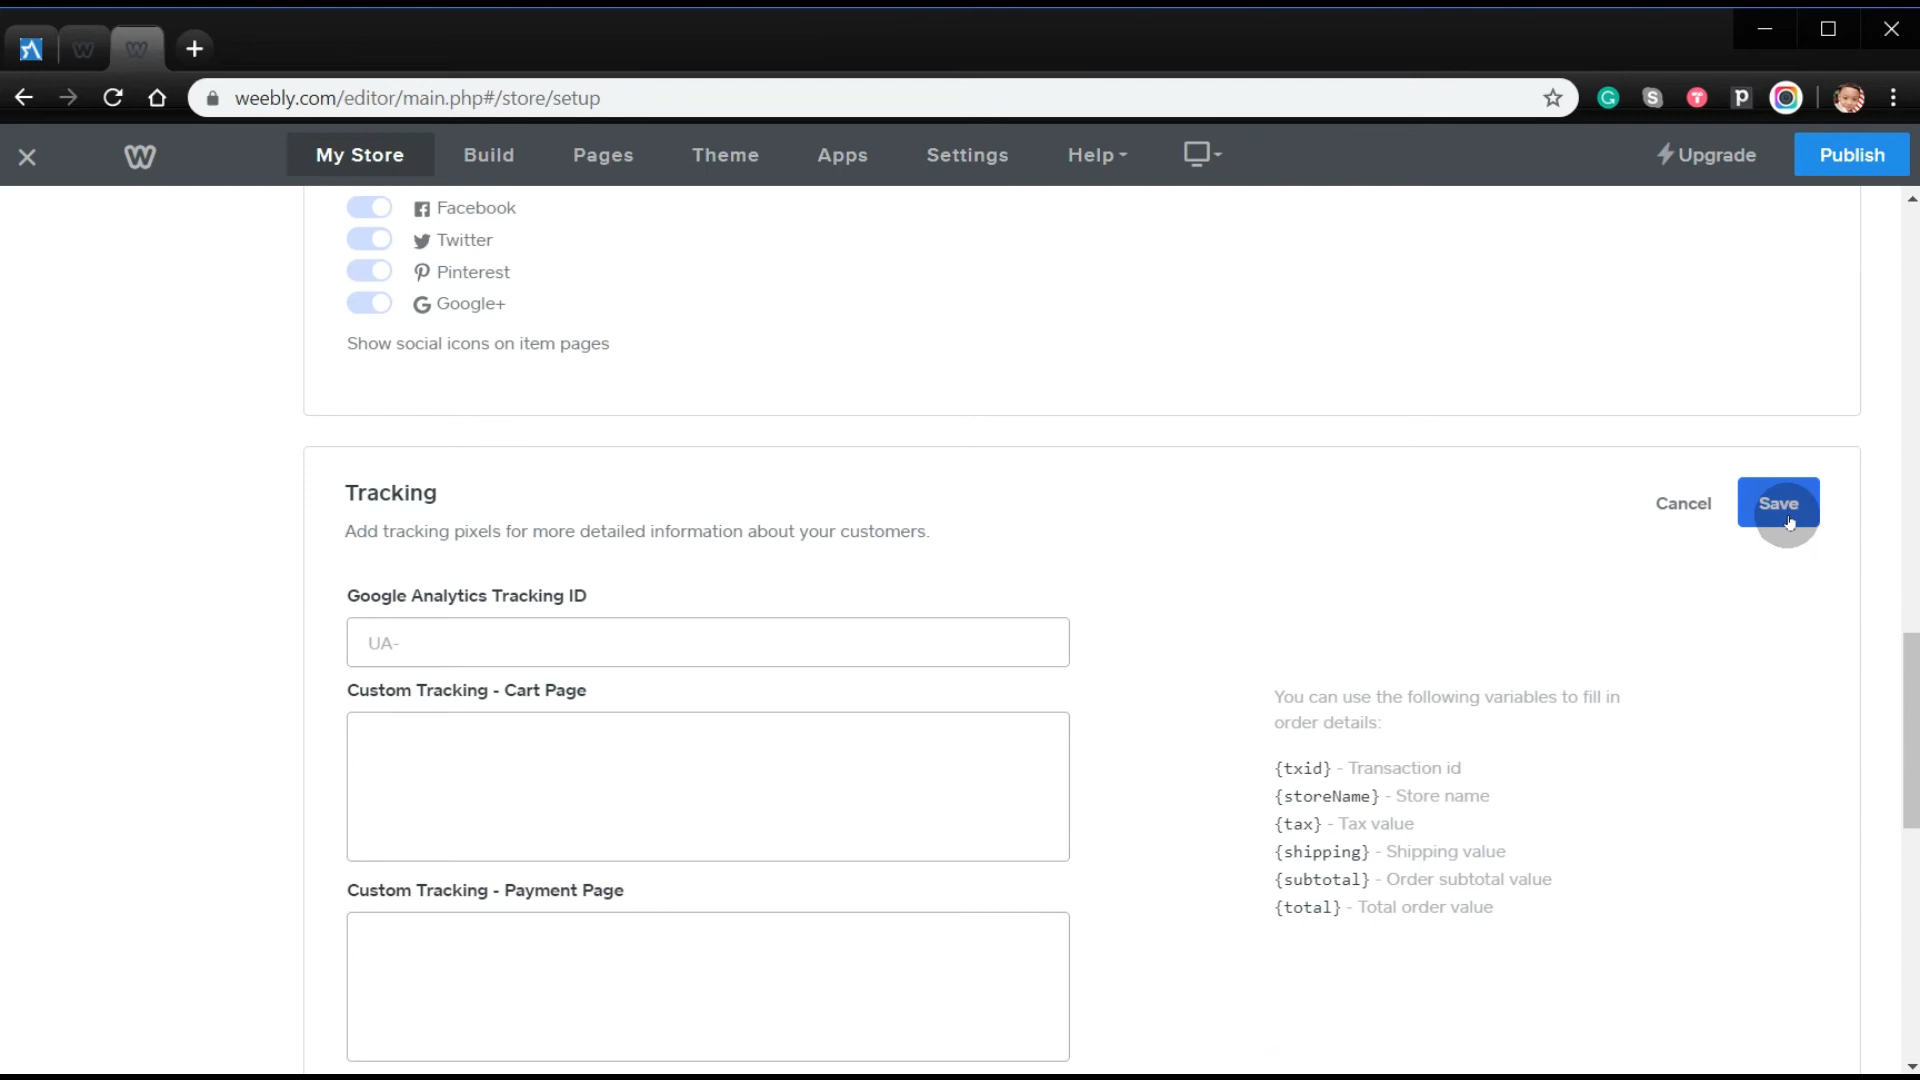 weebly.com/editor/main.php#/store/setup
My Store
Build
Pages
Theme
Apps
Settings
Help
Upgrade
Publish
Facebook
Twitter
Pinterest
Google+
Show social icons on item pages
Tracking
Cancel
Save
Add tracking pixels for more detailed information about your customers.
Google Analytics Tracking ID
UA-
Custom Tracking - Cart Page
You can use the following variables to fill in
order details:
{txid} - Transaction id
{storeName} - Store name
{tax} - Tax value
{shipping} - Shipping value
{subtotal} - Order subtotal value
{total} - Total order value
Custom Tracking - Payment Page